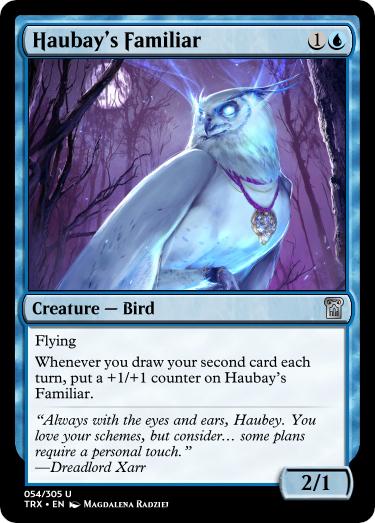 Haubay's Familiar 1
Creature — Bird
Flying
Whenever you draw your second card each
turn, put a +1/+1 counter on Haubay's
Familiar.
"Always with the eyes and ears, Haubey. You
love your schemes, but consider... some plans
require a personal touch."
—Dreadlord Xarr
2/1
054/305 U
TRX • EN Magdalena Radziej